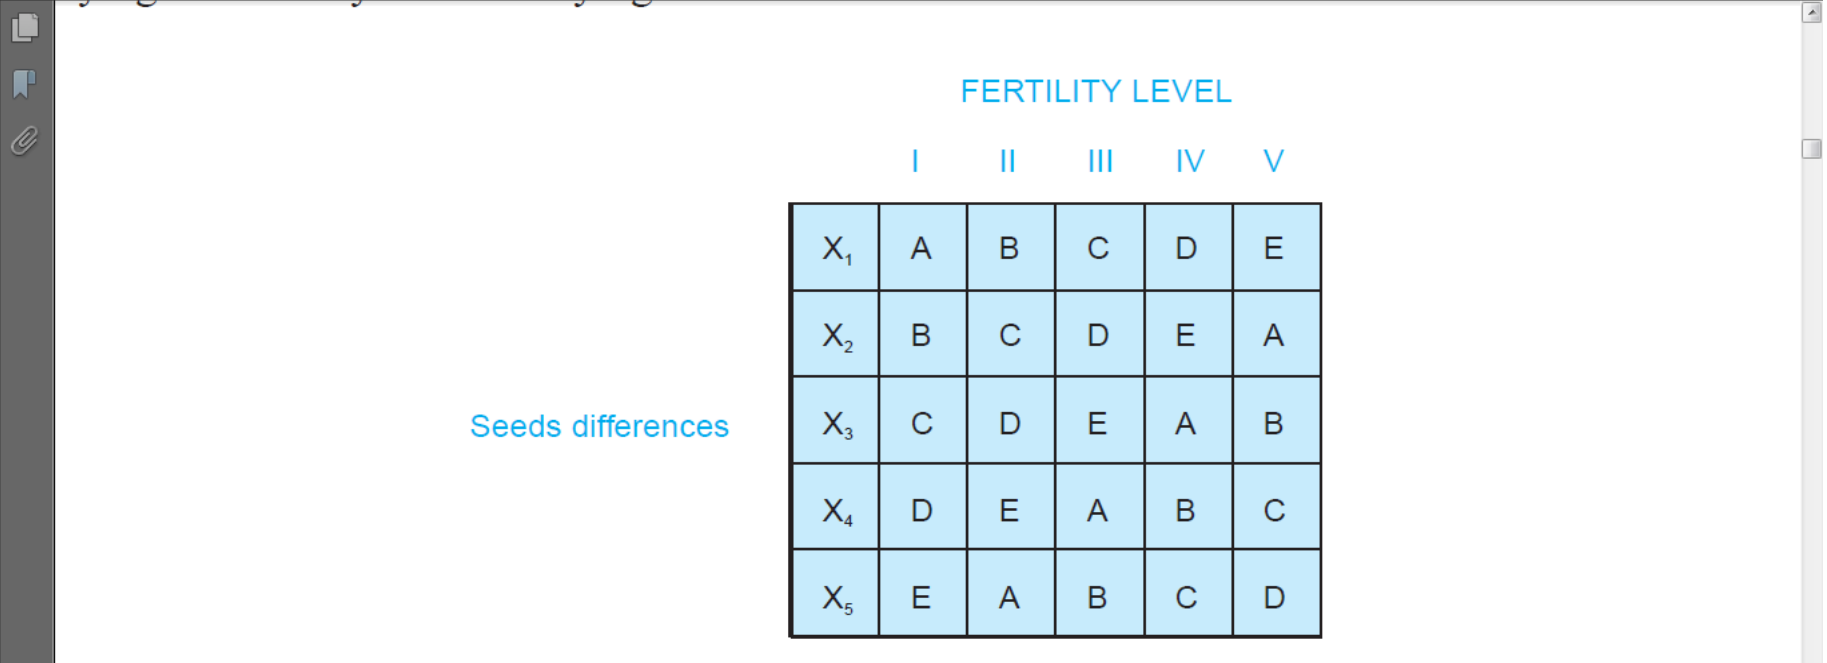 FERTILITY LEVEL
I II III IV V
X1 A B C D E
X2 B C D E A
Seeds differences
X3 C D E A B
X4 D E A B C
X5 E A B C D